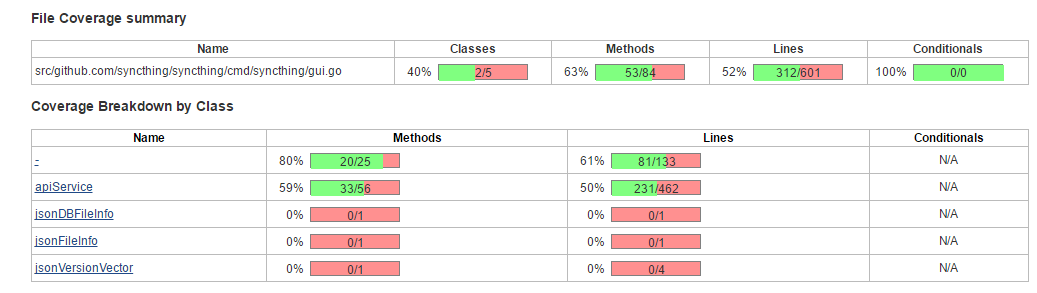 File Coverage summary
Name Classes Methods Lines Conditionals
src/github.com/syncthing/syncthing/cmd/syncthing/gui.go 40% 2/5 63% 53/84 52% 312/601 100% 0/0
Coverage Breakdown by Class
Name Methods Lines Conditionals
- 80% 20/25 61% 81/133 N/A
apiService 59% 33/56 50% 231/462 N/A
jsonDBFileInfo 0% 0/1 0% 0/1 N/A
jsonFileInfo 0% 0/1 0% 0/1 N/A
jsonVersionVector 0% 0/1 0% 0/4 N/A